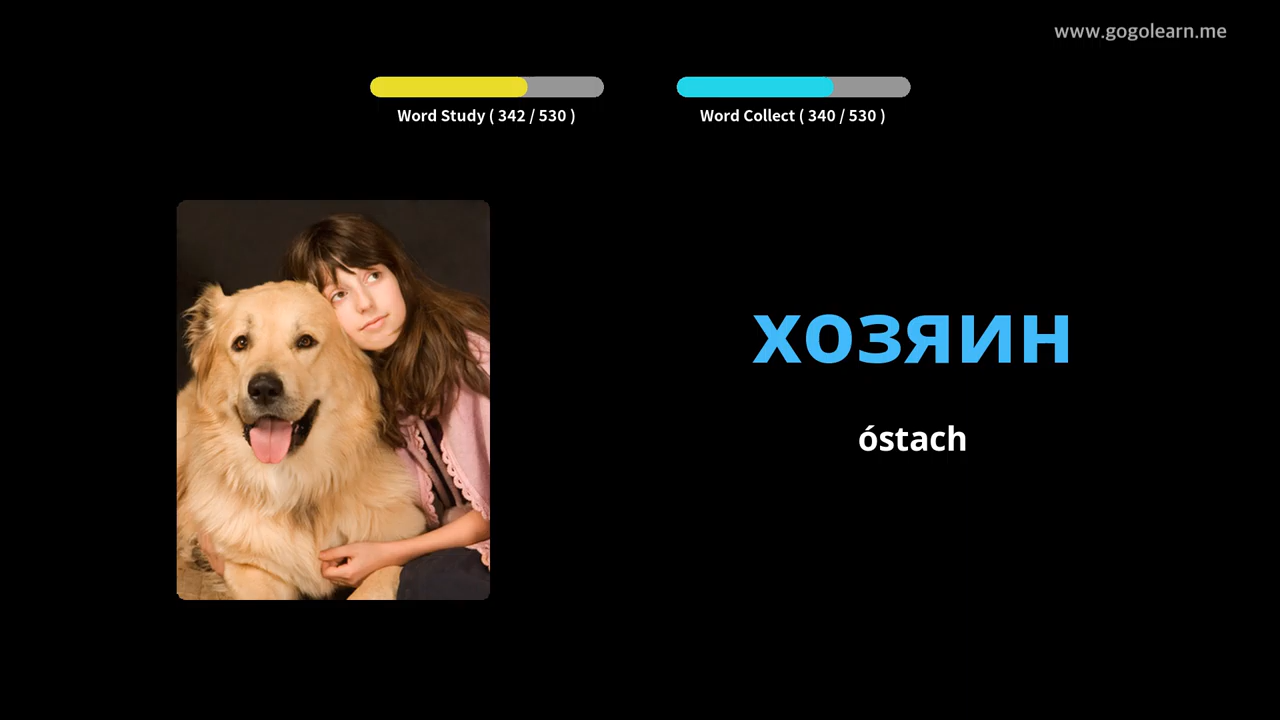 www.gogolearn.me
Word Study ( 342 / 530 )
Word Collect ( 340 / 530 )
хозяин
óstach